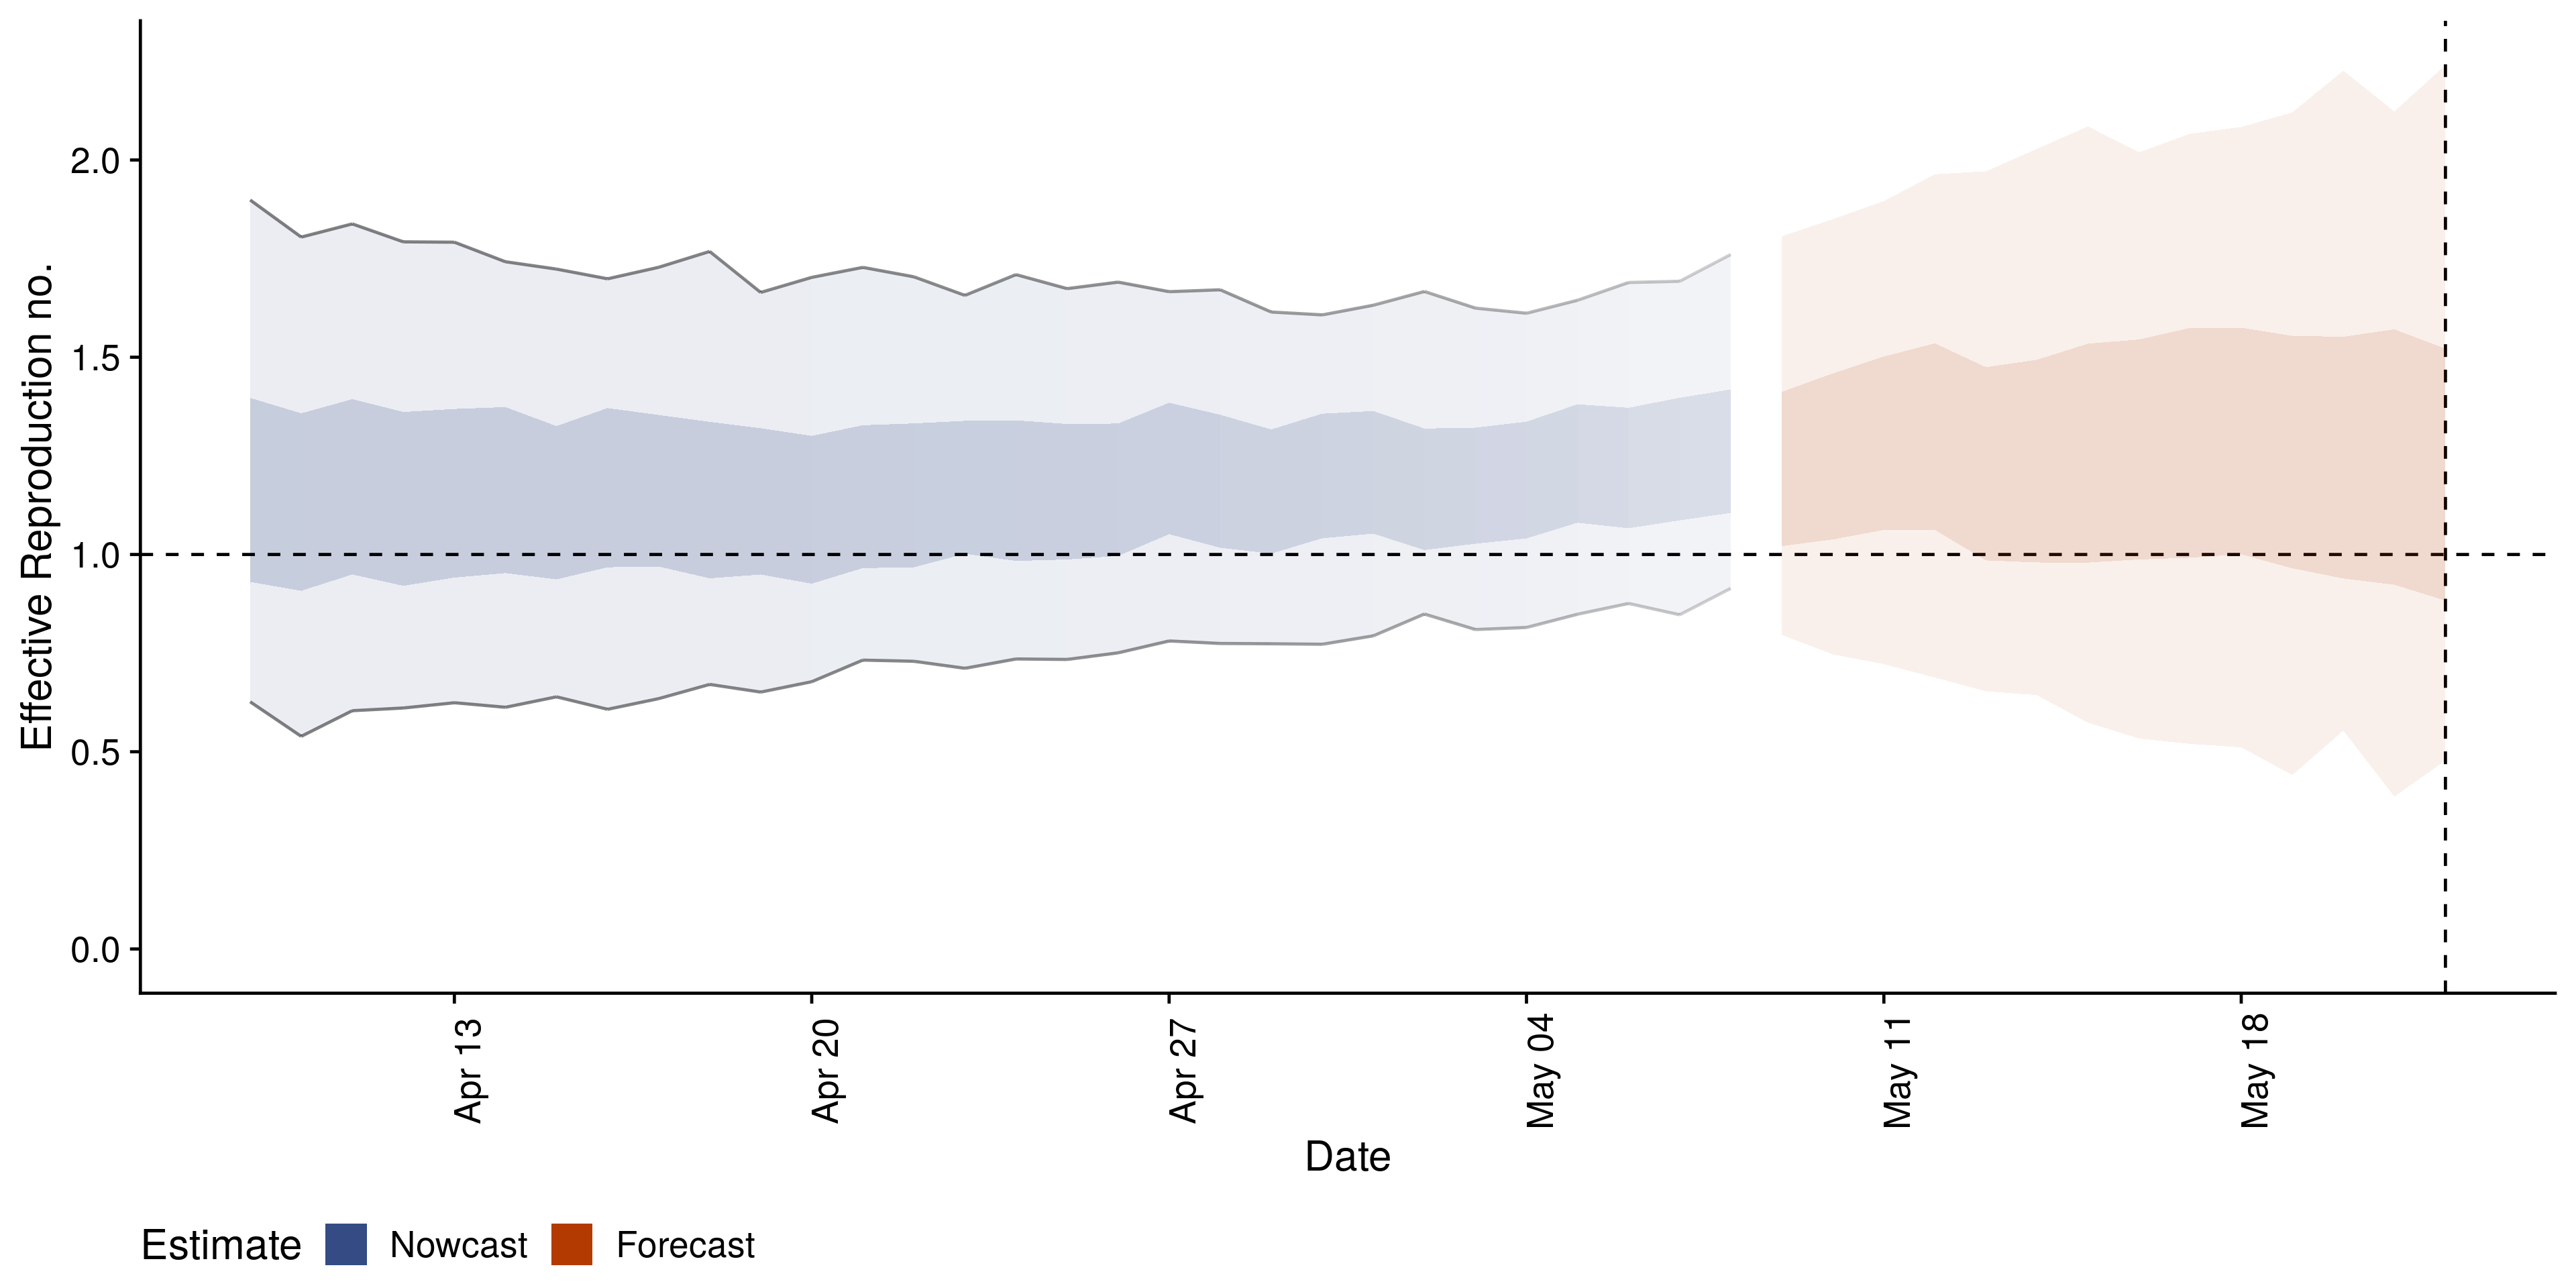 Effective Reproduction no.
2.0
1.5
1.0
0.5
0.0
Apr 13
Apr 20
Apr 27
May 04
May 11
May 18
Date
Estimate Nowcast Forecast